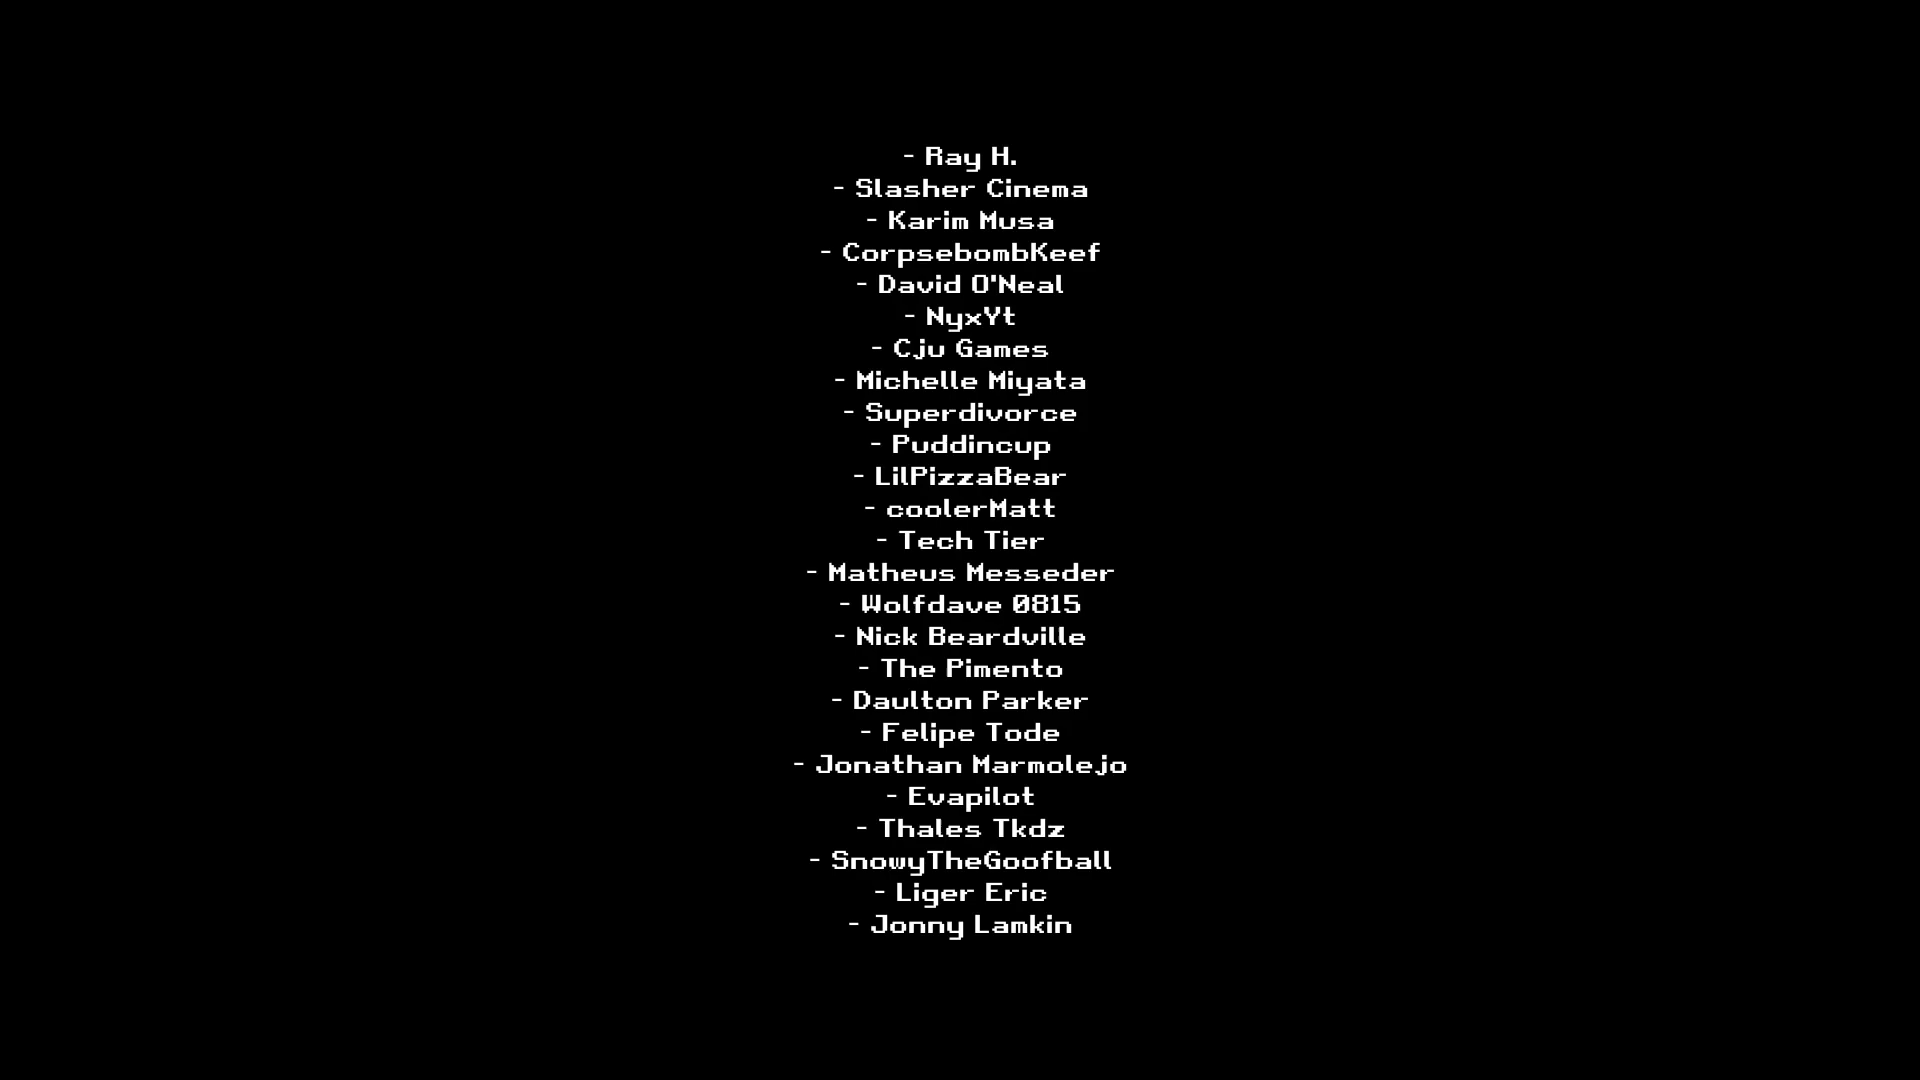 - Ray H.
- Slasher Cinema
- Karim Musa
- CorpsebombKeef
- David O'Neal
- NyxYt
- Cju Games
- Michelle Miyata
- Superdivorce
- Puddincup
- LilPizzaBear
- coolerMatt
- Tech Tier
- Matheus Messeder
- Wolfdave 0815
- Nick Beardville
- The Pimento
- Daulton Parker
- Felipe Tode
- Jonathan Marmolejo
- Evapilot
- Thales Tkdz
- SnowyTheGoofball
- Liger Eric
- Jonny Lamkin